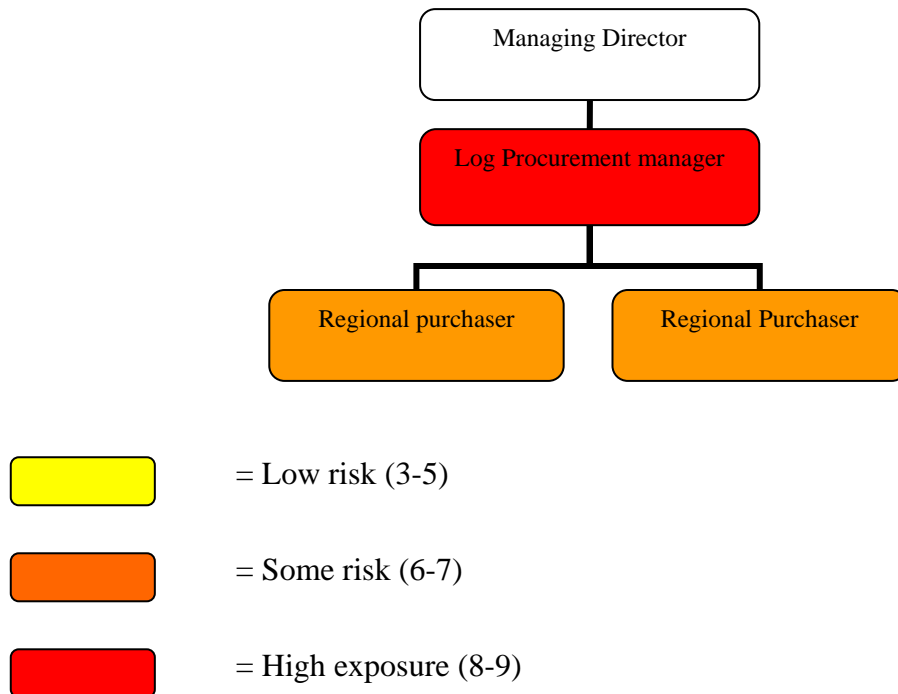 Managing Director
Log Procurement manager
Regional purchaser
Regional Purchaser
= Low risk (3-5)
= Some risk (6-7)
= High exposure (8-9)